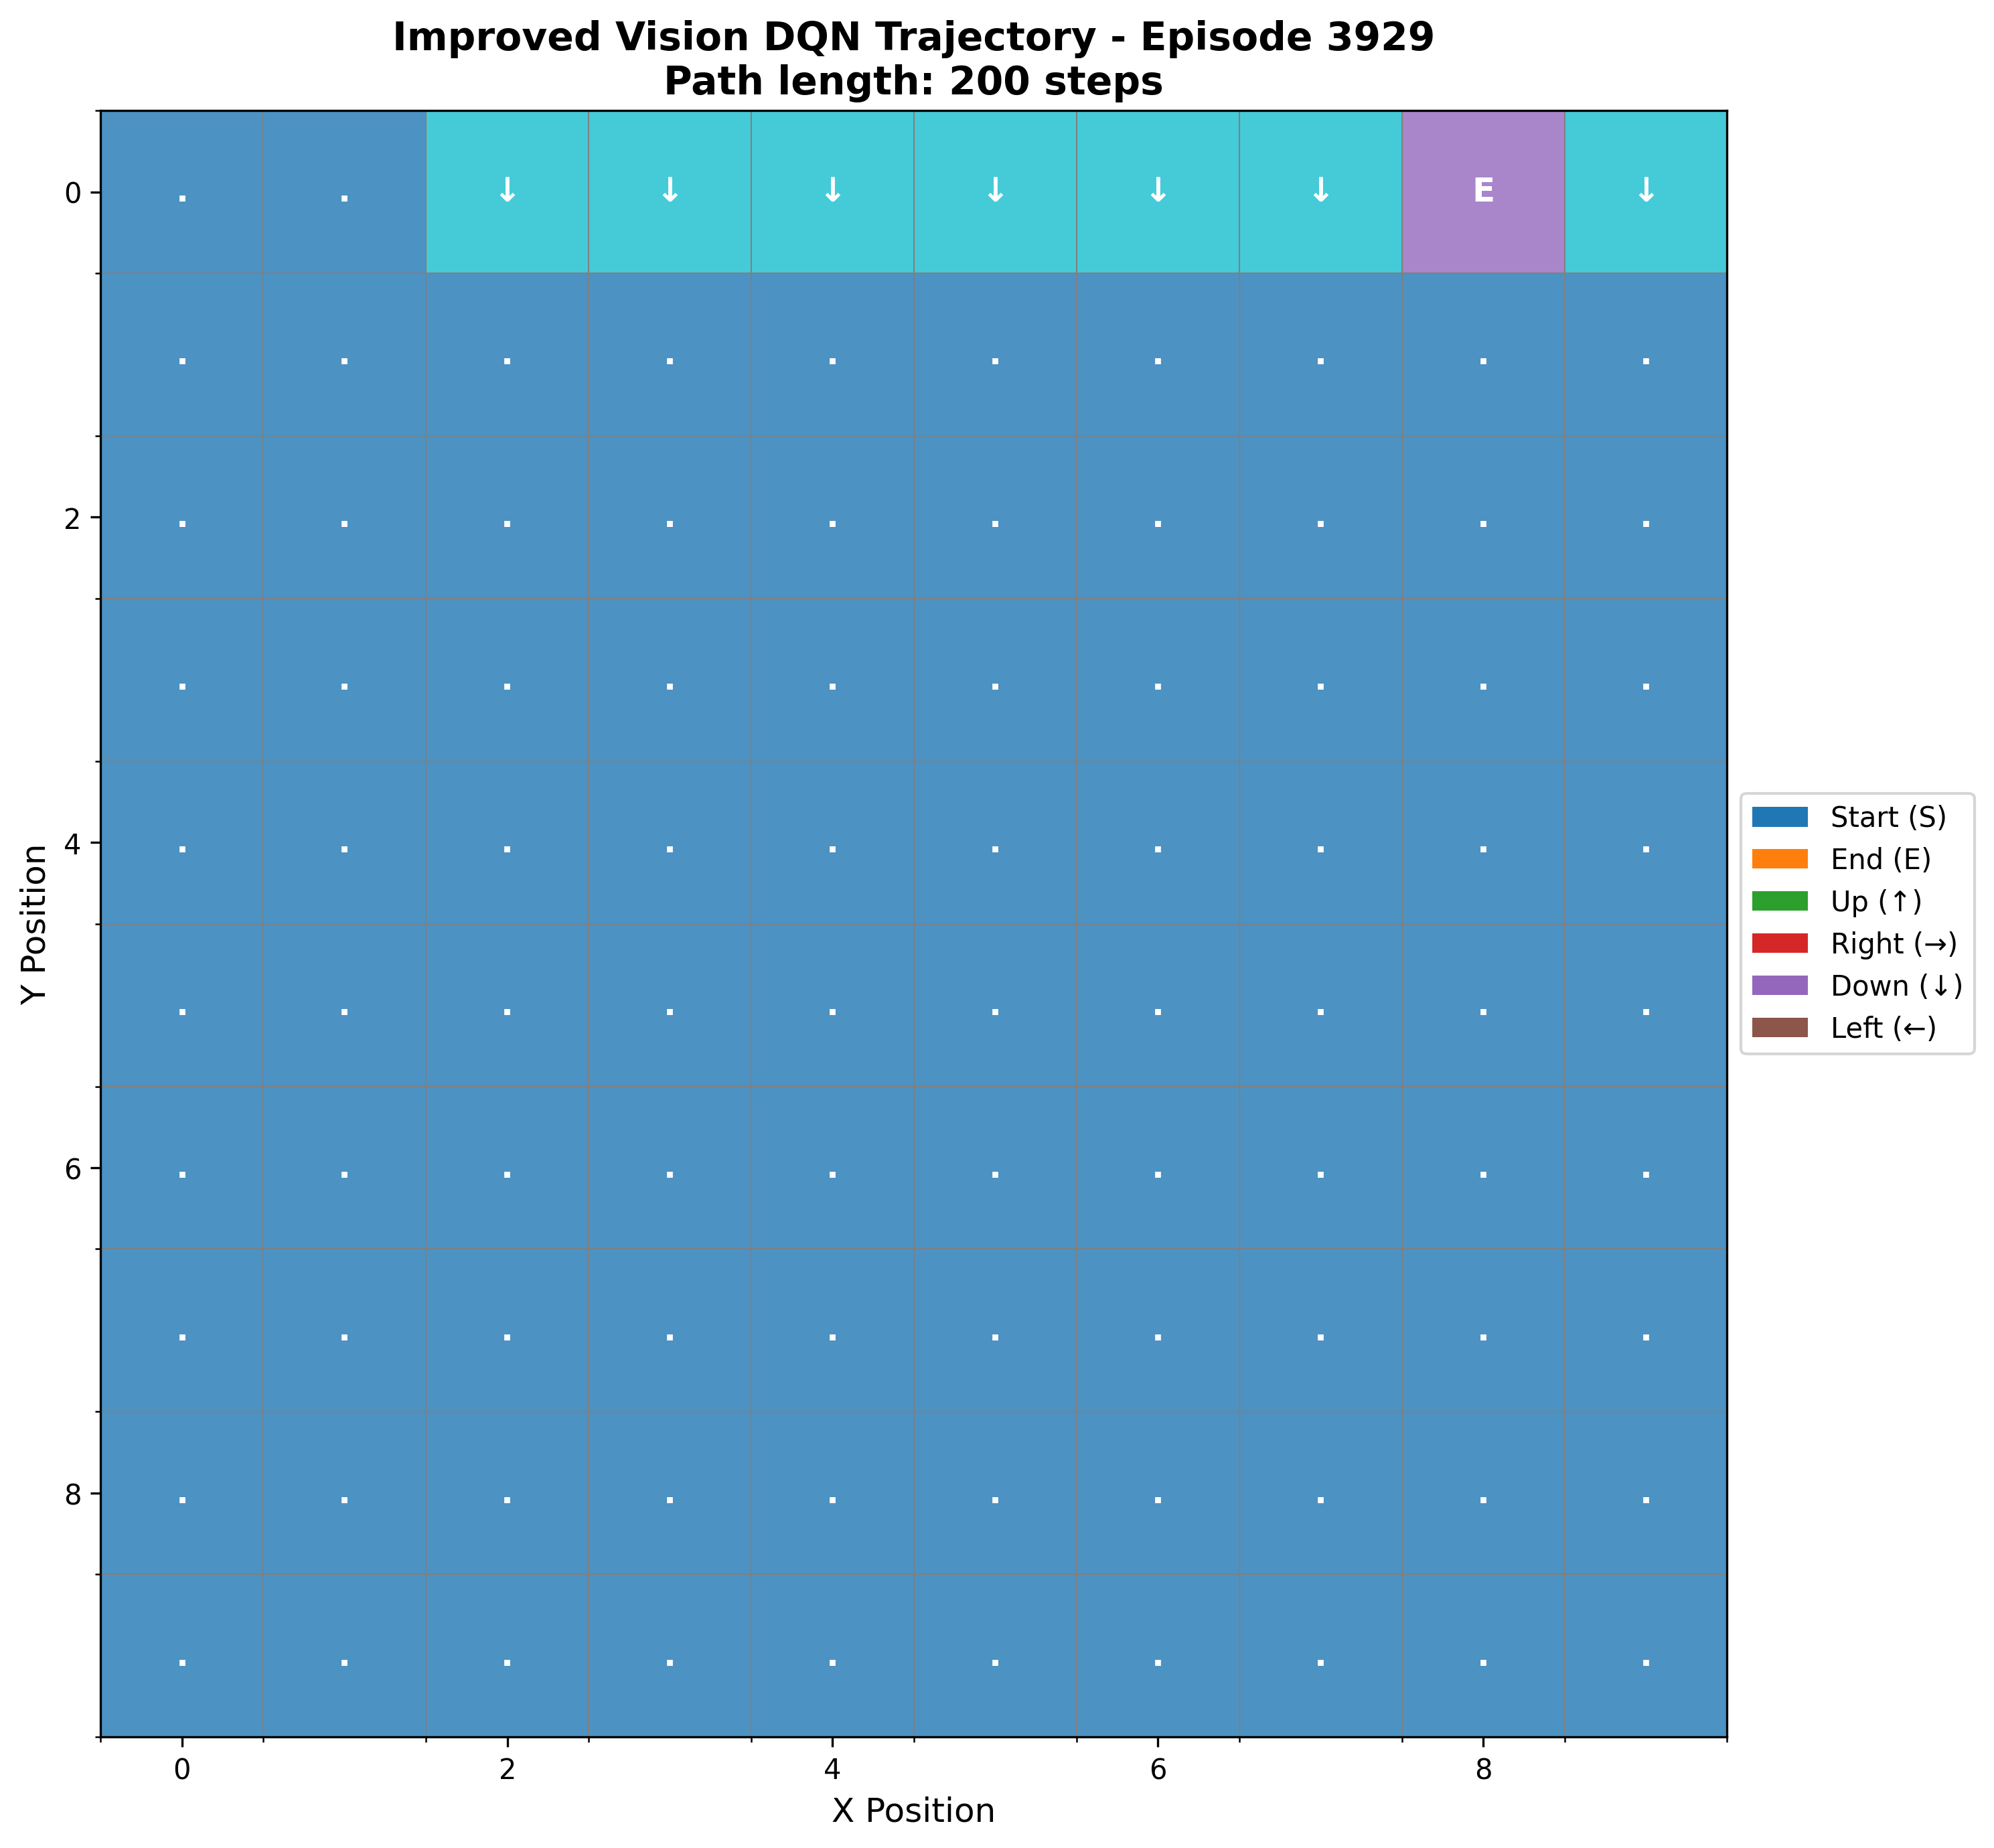 Improved Vision DQN Trajectory - Episode 3929
Path length: 200 steps
0 . . ↓ ↓ ↓ ↓ ↓ ↓ E ↓
. . . . . . . . . .
2 . . . . . . . . . .
. . . . . . . . . .
4 . . . . . . . . . .
. . . . . . . . . .
6 . . . . . . . . . .
. . . . . . . . . .
8 . . . . . . . . . .
. . . . . . . . . .
0 2 4 6 8
X Position
Y Position
Start (S)
End (E)
Up (↑)
Right (→)
Down (↓)
Left (←)